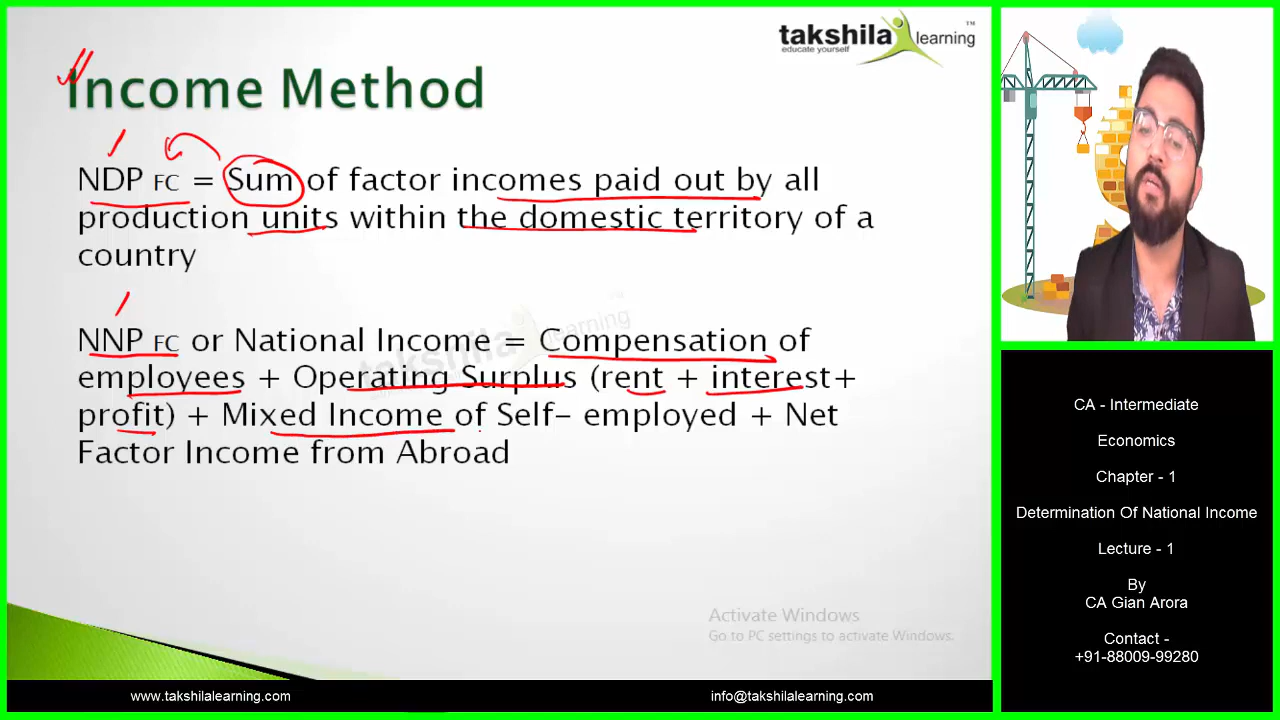 takshila learning
TM
educate yourself
Income Method
NDP FC = Sum of factor incomes paid out by all
production units within the domestic territory of a
country
NNP FC or National Income = Compensation of
employees + Operating Surplus (rent + interest+
profit) + Mixed Income of Self- employed + Net
Factor Income from Abroad
takshila learning
TM
Activate Windows
Go to PC settings to activate Windows.
CA - Intermediate
Economics
Chapter - 1
Determination Of National Income
Lecture - 1
By
CA Gian Arora
Contact -
+91-88009-99280
www.takshilalearning.com
info@takshilalearning.com